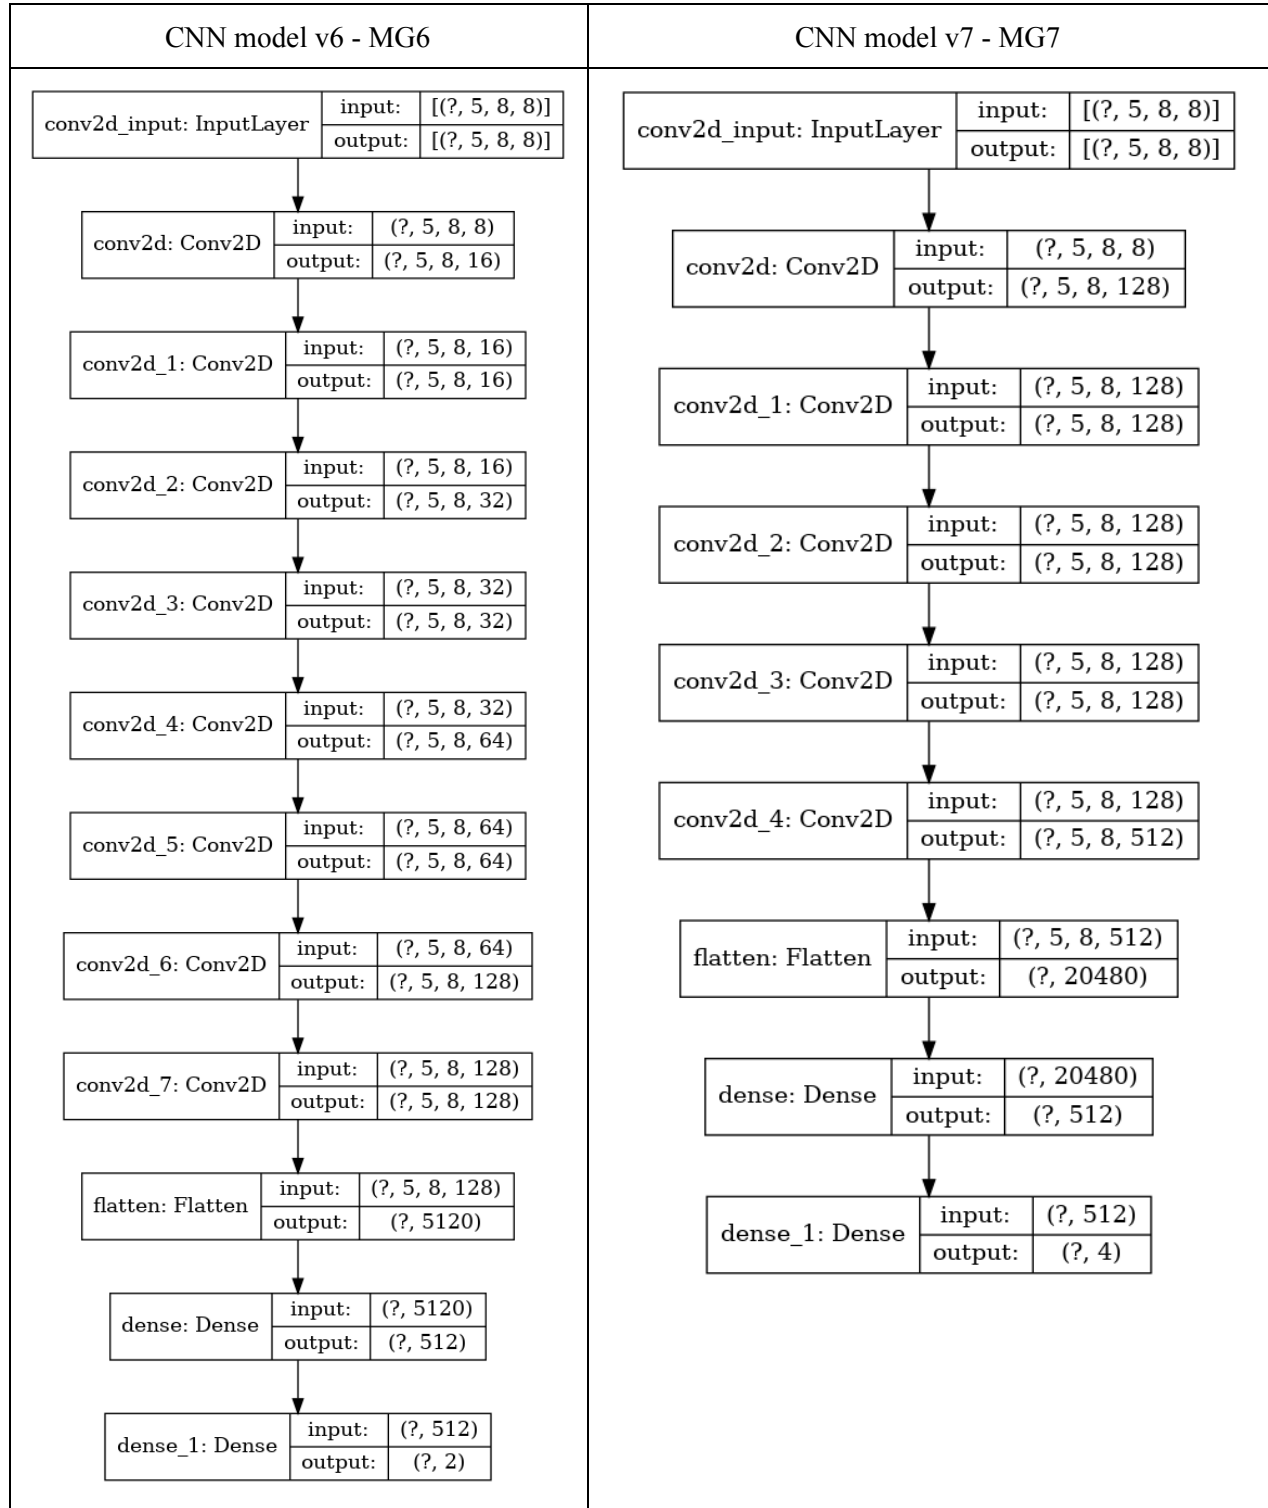 CNN model v6 - MG6
conv2d_input: InputLayer
input: [(?, 5, 8, 8)]
output: [(?, 5, 8, 8)]
conv2d: Conv2D
input: (?, 5, 8, 8)
output: (?, 5, 8, 16)
conv2d_1: Conv2D
input: (?, 5, 8, 16)
output: (?, 5, 8, 16)
conv2d_2: Conv2D
input: (?, 5, 8, 16)
output: (?, 5, 8, 32)
conv2d_3: Conv2D
input: (?, 5, 8, 32)
output: (?, 5, 8, 32)
conv2d_4: Conv2D
input: (?, 5, 8, 32)
output: (?, 5, 8, 64)
conv2d_5: Conv2D
input: (?, 5, 8, 64)
output: (?, 5, 8, 64)
conv2d_6: Conv2D
input: (?, 5, 8, 64)
output: (?, 5, 8, 128)
conv2d_7: Conv2D
input: (?, 5, 8, 128)
output: (?, 5, 8, 128)
flatten: Flatten
input: (?, 5, 8, 128)
output: (?, 5120)
dense: Dense
input: (?, 5120)
output: (?, 512)
dense_1: Dense
input: (?, 512)
output: (?, 2)
CNN model v7 - MG7
conv2d_input: InputLayer
input: [(?, 5, 8, 8)]
output: [(?, 5, 8, 8)]
conv2d: Conv2D
input: (?, 5, 8, 8)
output: (?, 5, 8, 128)
conv2d_1: Conv2D
input: (?, 5, 8, 128)
output: (?, 5, 8, 128)
conv2d_2: Conv2D
input: (?, 5, 8, 128)
output: (?, 5, 8, 128)
conv2d_3: Conv2D
input: (?, 5, 8, 128)
output: (?, 5, 8, 128)
conv2d_4: Conv2D
input: (?, 5, 8, 128)
output: (?, 5, 8, 512)
flatten: Flatten
input: (?, 5, 8, 512)
output: (?, 20480)
dense: Dense
input: (?, 20480)
output: (?, 512)
dense_1: Dense
input: (?, 512)
output: (?, 4)